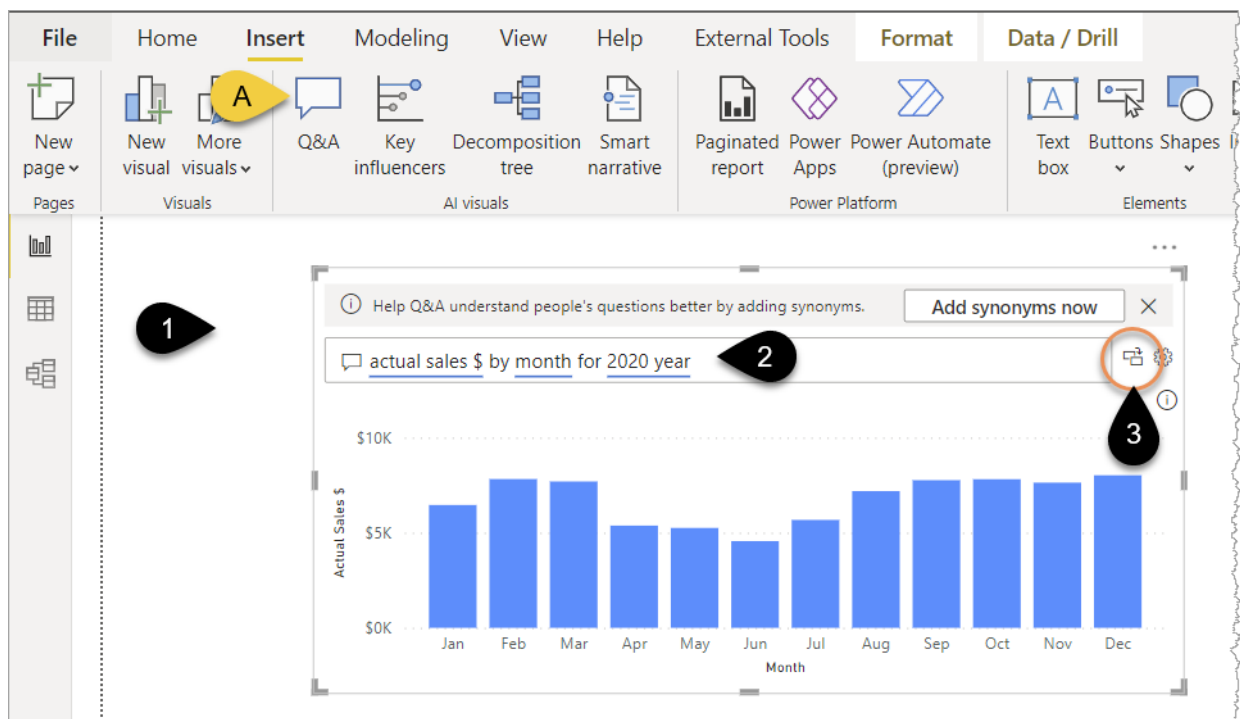 File Home Insert Modeling View Help External Tools Format Data / Drill
A
New page New visual More visuals Q&A Key influencers Decomposition tree Smart narrative Paginated report Power Apps Power Automate (preview) Text box Buttons Shapes
Pages Visuals AI visuals Power Platform Elements
Help Q&A understand people's questions better by adding synonyms. Add synonyms now
1
actual sales $ by month for 2020 year
2
3
$10K
$5K
$0K
Actual Sales $
Jan Feb Mar Apr May Jun Jul Aug Sep Oct Nov Dec
Month